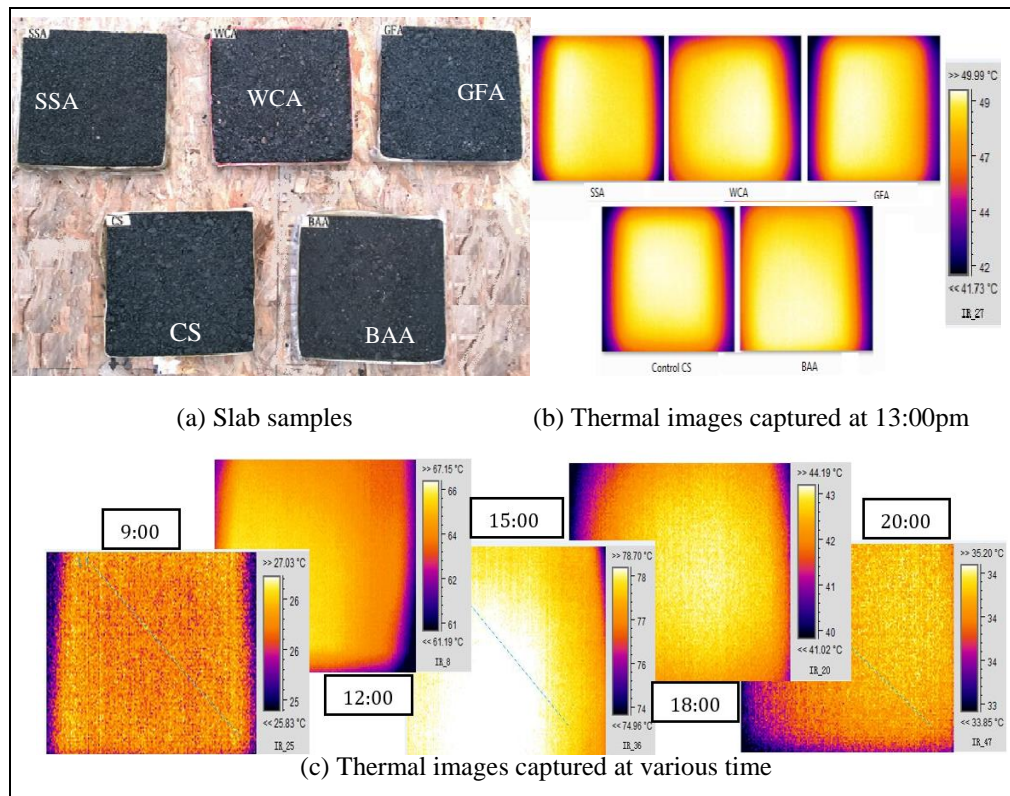 SSA
WCA
GFA
SSA
WCA
GFA
CS
BAA
CS
BAA
SSA
WCA
GFA
Control CS
BAA
>> 49.99 °C
49
47
44
42
<< 41.73 °C
IR_27
(a) Slab samples
(b) Thermal images captured at 13:00pm
9:00
>> 27.03 °C
26
26
25
<< 25.83 °C
IR_25
12:00
>> 67.15 °C
66
64
62
61
<< 61.19 °C
IR_8
15:00
>> 78.70 °C
78
77
76
74
<< 74.96 °C
IR_36
18:00
>> 44.19 °C
43
42
41
40
<< 41.02 °C
IR_20
20:00
>> 35.20 °C
34
34
34
33
<< 33.85 °C
IR_47
(c) Thermal images captured at various time